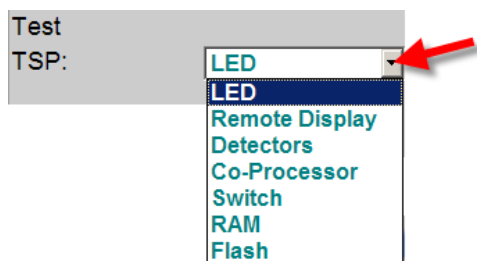 Test
TSP: LED
LED
Remote Display
Detectors
Co-Processor
Switch
RAM
Flash